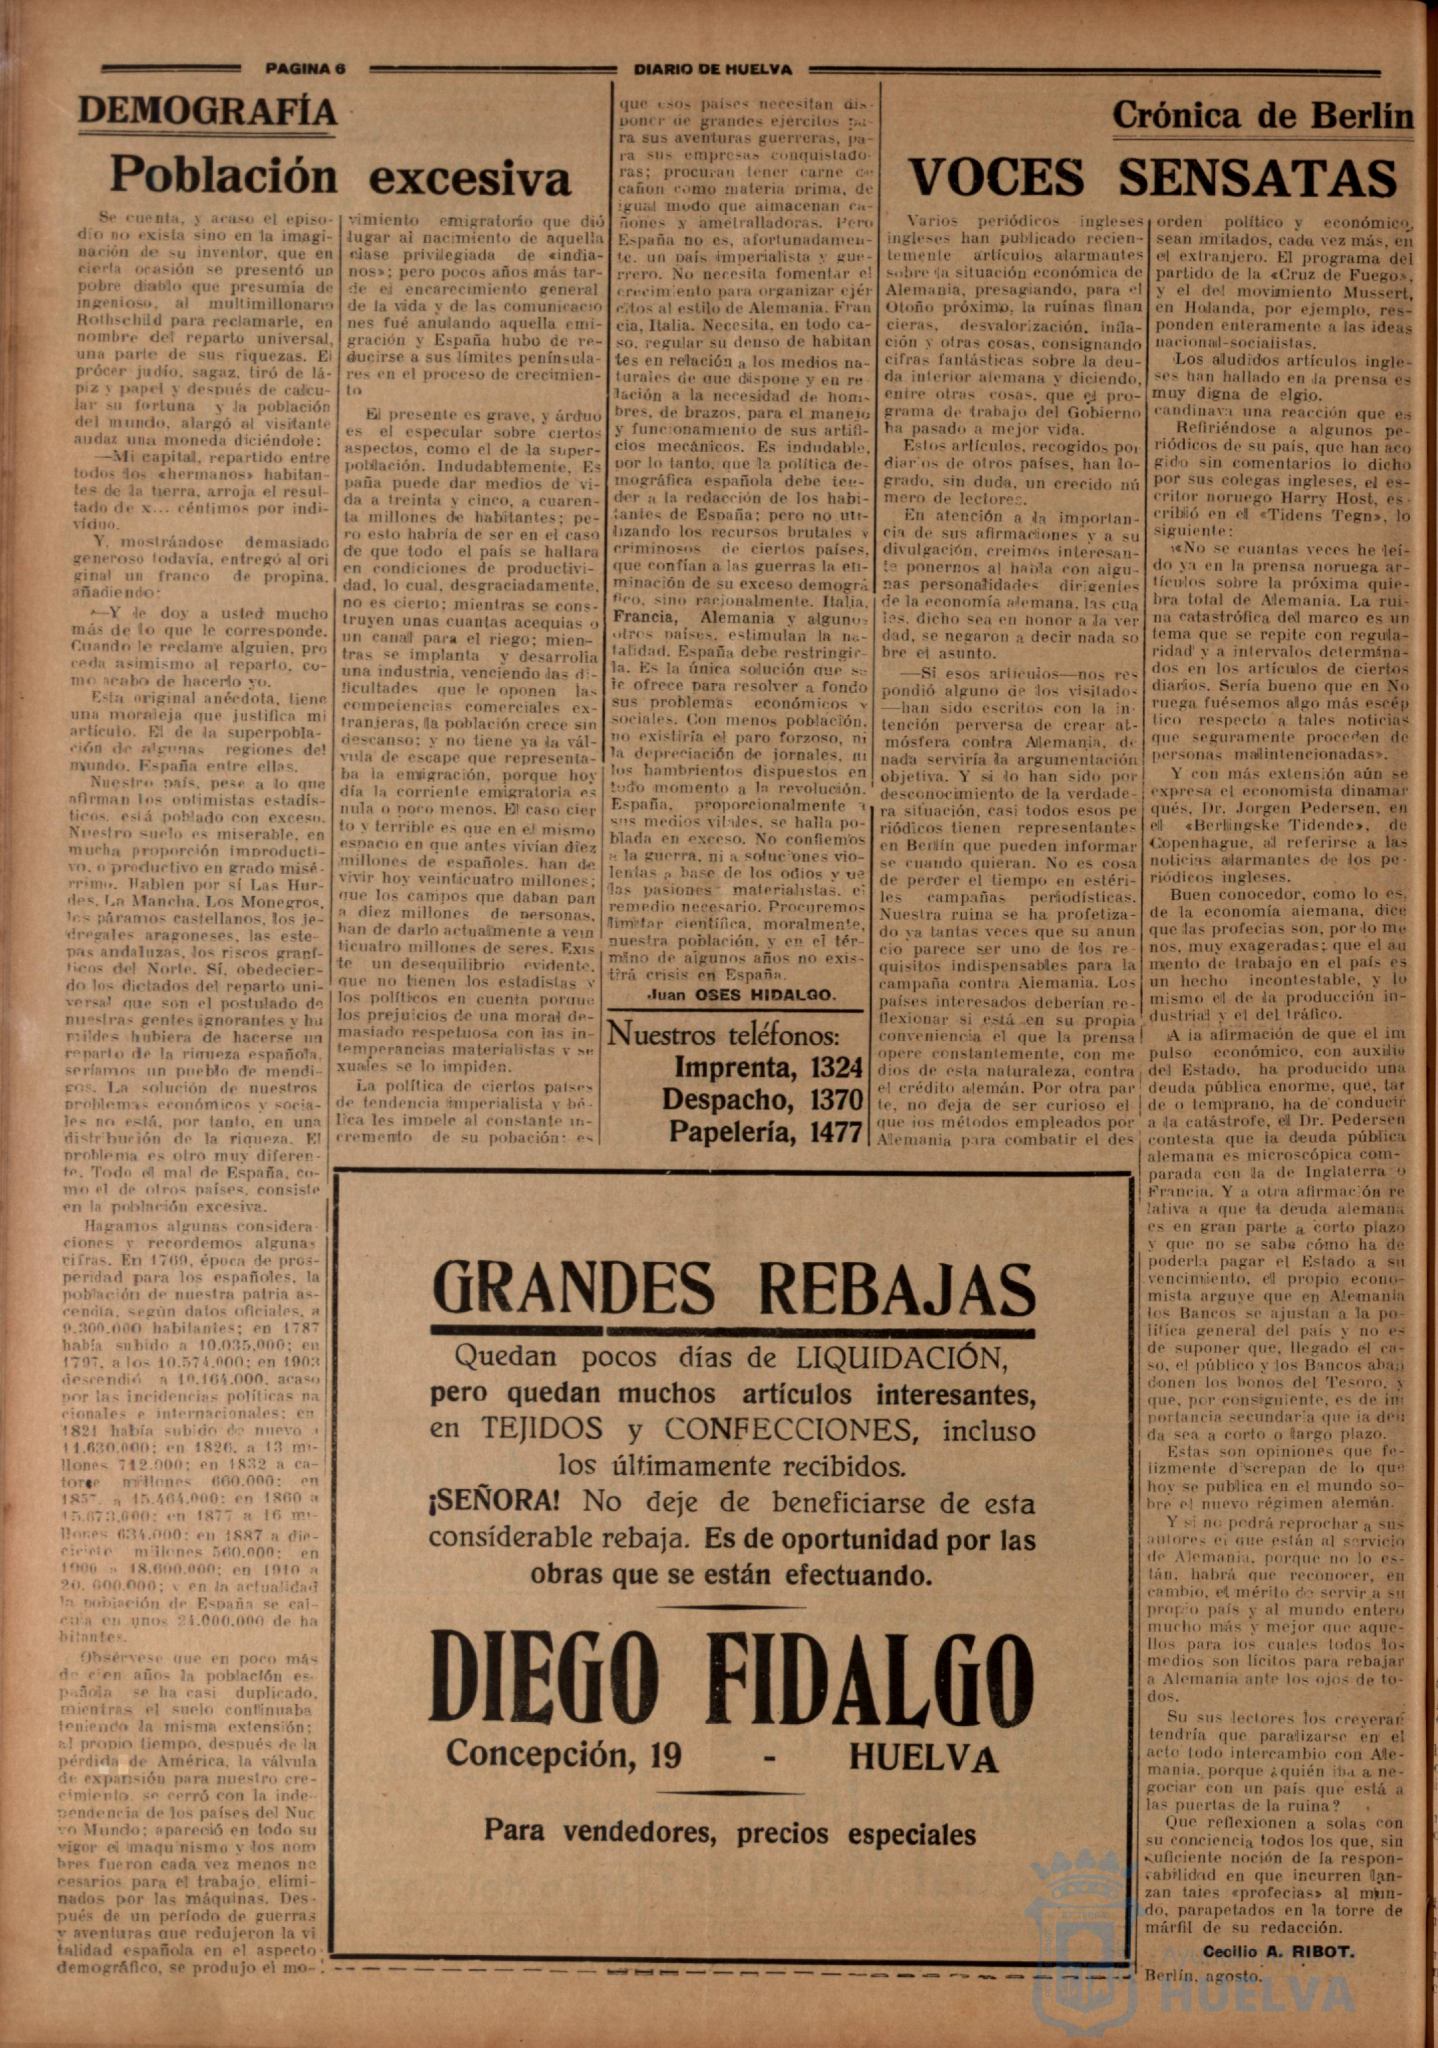 PAGINA 6
DIARIO DE HUELVA
DEMOGRAFÍA
Población excesiva
Se cuenta, y acaso el episo-
dio no exista sino en la imagi-
nación de su inventor, que en
cierta ocasión se presentó un
pobre diablo que presumía de
ingenioso, al multimillonario
Rothschild para reclamarle, en
nombre del reparto universal,
una parte de sus riquezas. El
prócer judío, sagaz, tiró de lá-
piz y papel y después de calcu-
lar su fortuna y la población
del mundo, alargó al visitante
audaz una moneda diciéndole:
—Mi capital, repartido entre
todos los «hermanos» habitan-
tes de la tierra, arroja el resul-
tado de x... céntimos por indi-
viduo.
Y, mostrándose demasiado
generoso todavía, entregó al ori
ginal un franco de propina,
añadiendo:
—Y le doy a usted mucho
más de lo que le corresponde.
Cuando le reclame alguien, pro
ceda asimismo al reparto, co-
mo acabo de hacerlo yo.
Esta original anécdota, tiene
una moraleja que justifica mi
artículo. El de la superpobla-
ción de algunas regiones del
mundo. España entre ellas.
Nuestro país, pese a lo que
afirman los optimistas estadís-
ticos, está poblado con exceso.
Nuestro suelo es miserable, en
mucha proporción improducti-
vo, o productivo en grado misé-
rrimo. Hablen por sí Las Hur-
des, La Mancha, Los Monegros,
los páramos castellanos, los je-
dregales aragoneses, las este-
pas andaluzas, los riscos graní-
ticos del Norte. Sí, obedecier-
do los dictados del reparto uni-
versal que son el postulado de
nuestras gentes ignorantes y hu
mildes hubiera de hacerse un
reparto de la riqueza española,
seríamos un pueblo de mendi-
gos. La solución de nuestros
problemas económicos y socia-
les no está, por tanto, en una
distribución de la riqueza. El
problema es otro muy diferen-
te. Todo el mal de España, co-
mo el de otros países, consiste
en la población excesiva.
Hagamos algunas considera-
ciones y recordemos algunas
cifras. En 1769, época de pros-
peridad para los españoles, la
población de nuestra patria as-
cendía, según datos oficiales, a
9.300.000 habitantes; en 1787
había subido a 10.035.000; en
1797, a los 10.574.000; en 1903
descendió a 10.164.000, acaso
por las incidencias políticas na
cionales e internacionales; en
1821 había subido de nuevo a
11.630.000; en 1826, a 13 mi-
llones 712.000; en 1832 a ca-
torce millones 660.000; en
1857, a 15.464.000; en 1860 a
15.673.000; en 1877 a 16 mi-
llones 634.000; en 1887 a die-
cisiete millones 560.000; en
1900 a 18.600.000; en 1910 a
20. 600.000; y en la actualidad
la población de España se cal-
cula en unos 24.000.000 de ha
bitantes.
Obsérvese que en poco más
de cien años la población es-
pañola se ha casi duplicado,
mientras el suelo continuaba
teniendo la misma extensión;
al propio tiempo, después de la
pérdida de América, la válvula
de expansión para nuestro cre-
cimiento, se cerró con la inde-
pendencia de los países del Nue
vo Mundo; apareció en todo su
vigor el maquinismo y los nom
bres fueron cada vez menos ne
cesarios para el trabajo, elimi-
nados por las máquinas. Des-
pués de un período de guerras
y aventuras que redujeron la vi
talidad española en el aspecto
demográfico, se produjo el mo-
vimiento emigratorio que dió
lugar al nacimiento de aquella
clase privilegiada de «india-
nos»; pero pocos años más tar-
de el encarecimiento general
de la vida y de las comunicacio
nes fué anulando aquella emi-
gración y España hubo de re-
ducirse a sus límites península-
res en el proceso de crecimien-
to
El presente es grave, y árduo
es el especular sobre ciertos
aspectos, como el de la super-
población. Indudablemente, Es
paña puede dar medios de vi-
da a treinta y cinco, a cuaren-
ta millones de habitantes; pe-
ro esto habría de ser en el caso
de que todo el país se hallara
en condiciones de productivi-
dad, lo cual, desgraciadamente,
no es cierto; mientras se cons-
truyen unas cuantas acequias o
un canal para el riego; mien-
tras se implanta y desarrolla
una industria, venciendo las di-
ficultades que le oponen las
competencias comerciales ex-
tranjeras, la población crece sin
descanso; y no tiene ya la vál-
vula de escape que representa-
ba la emigración, porque hoy
día la corriente emigratoria es
nula o poco menos. El caso cier
to y terrible es que en el mismo
espacio en que antes vivían diez
millones de españoles, han de
vivir hoy veinticuatro millones;
que los campos que daban pan
a diez millones de personas,
han de darlo actualmente a vein
ticuatro millones de seres. Exis
te un desequilibrio evidente,
que no tienen los estadistas y
los políticos en cuenta porque
los prejuicios de una moral de-
masiado respetuosa con las in-
temperancias materialistas y se
xuales se lo impiden.
La política de ciertos países
de tendencia imperialista y bé-
lica les impele al constante in-
cremento de su pobación; es
que esos países necesitan dis-
poner de grandes ejércitos pa-
ra sus aventuras guerreras, pa-
ra sus empresas conquistado-
ras; procuran tener carne de
cañon como materia prima, de
igual modo que almacenan ca-
ñones y ametralladoras. Pero
España no es, afortunadamen-
te, un país imperialista y gue-
rrero. No necesita fomentar el
crecimiento para organizar ejér
citos al estilo de Alemania. Fran
cia, Italia. Necesita, en todo ca-
so, regular su denso de habitan
tes en relación a los medios na-
turales de que dispone y en re-
lación a la necesidad de hom-
bres, de brazos, para el manejo
y funcionamiento de sus artifi-
cios mecánicos. Es indudable,
por lo tanto, que la política de-
mográfica española debe ten-
der a la redacción de los habi-
tantes de España; pero no uti-
lizando los recursos brutales y
criminosos de ciertos países,
que confían a las guerras la eli-
minación de su exceso demográ
fico, sino racionalmente. Italia,
Francia, Alemania y algunos
otros países, estimulan la na-
talidad. España debe restringir-
la. Es la única solución que se
le ofrece para resolver a fondo
sus problemas económicos y
sociales. Con menos población,
no existiría el paro forzoso, ni
la depreciación de jornales, ni
los hambrientos dispuestos en
todo momento a la revolución.
España, proporcionalmente a
sus medios vitales, se halla po-
blada en exceso. No confiemos
a la guerra, ni a soluciones vio-
lentas a base de los odios y de
las pasiones materialistas, el
remedio necesario. Procuremos
limitar científica, moralmente,
nuestra población, y en el tér-
mino de algunos años no exis-
tirá crisis en España.
Juan OSES HIDALGO.
Nuestros teléfonos:
Imprenta, 1324
Despacho, 1370
Papelería, 1477
Crónica de Berlín
VOCES SENSATAS
Varios periódicos ingleses
ingleses han publicado recien-
temente artículos alarmantes
sobre la situación económica de
Alemania, presagiando, para el
Otoño próximo, la ruínas finan
cieras, desvalorización, infla-
ción y otras cosas, consignando
cifras fantásticas sobre la deu-
da interior alemana y diciendo,
entre otras cosas, que el pro-
grama de trabajo del Gobierno
ha pasado a mejor vida.
Estos artículos, recogidos por
diarios de otros países, han lo-
grado, sin duda, un crecido nú
mero de lectores.
En atención a la importan-
cia de sus afirmaciones y a su
divulgación, creimos interesan-
te ponernos al habla con algu-
nas personalidades dirigentes
de la economía alemana, las cua
les, dicho sea en honor a la ver
dad, se negaron a decir nada so
bre el asunto.
—Si esos artículos—nos res
pondió alguno de los visitados-
—han sido escritos con la in-
tención perversa de crear at-
mósfera contra Alemania, de
nada serviría la argumentación
objetiva. Y si lo han sido por
desconocimiento de la verdade-
ra situación, casi todos esos pe
riódicos tienen representantes
en Berlín que pueden informar
se cuando quieran. No es cosa
de perder el tiempo en estéri-
les campañas periodísticas.
Nuestra ruina se ha profetiza-
do ya tantas veces que su anun
cio parece ser uno de los re-
quisitos indispensables para la
campaña contra Alemania. Los
países interesados deberían re-
flexionar si está en su propia
conveniencia el que la prensa
opere constantemente, con me
dios de esta naturaleza, contra
el crédito alemán. Por otra par
te, no deja de ser curioso el
que los métodos empleados por
Alemania para combatir el des
orden político y económico,
sean imitados, cada vez más, en
el extranjero. El programa del
partido de la «Cruz de Fuego»,
y el del movimiento Mussert,
en Holanda, por ejemplo, res-
ponden enteramente a las ideas
nacional-socialistas.
Los aludidos artículos ingle-
ses han hallado en la prensa es
muy digna de elgio.
candinava una reacción que es
Refiriéndose a algunos pe-
riódicos de su país, que han aco
gido sin comentarios lo dicho
por sus colegas ingleses, el es-
critor noruego Harry Host, es-
cribió en el «Tidens Tegn», lo
siguiente:
«No se cuantas veces he leí-
do ya en la prensa noruega ar-
tículos sobre la próxima quie-
bra total de Alemania. La rui-
na catastrófica del marco es un
tema que se repite con regula-
ridad y a intervalos determina-
dos en los artículos de ciertos
diarios. Sería bueno que en No
ruega fuésemos algo más escép
tico respecto a tales noticias
que seguramente proceden de
personas malintencionadas».
Y con más extensión aún se
expresa el economista dinamar
qués, Dr. Jorgen Pedersen, en
el «Berlingske Tidende», de
Copenhague, al referirse a las
noticias alarmantes de los pe-
riódicos ingleses.
Buen conocedor, como lo es,
de la economía alemana, dice
que las profecías son, por lo me
nos, muy exageradas; que el au
mento de trabajo en el país es
un hecho incontestable, y lo
mismo el de la producción in-
dustrial y el del tráfico.
A la afirmación de que el im
pulso económico, con auxilio
del Estado, ha producido una
deuda pública enorme, que, tar
de o temprano, ha de conducir
a la catástrofe, el Dr. Pedersen
contesta que la deuda pública
alemana es microscópica com-
parada con la de Inglaterra o
Francia. Y a otra afirmación re
lativa a que la deuda alemana
es en gran parte a corto plazo
y que no se sabe cómo ha de
poderla pagar el Estado a su
vencimiento, el propio econo-
mista arguye que en Alemania
los Bancos se ajustan a la po-
lítica general del país y no es
de suponer que, llegado el ca-
so, el público y los Bancos aban
donen los bonos del Tesoro, y
que, por consiguiente, es de im
portancia secundaria que la deu
da sea a corto o largo plazo.
Estas son opiniones que fe-
lizmente discrepan de lo que
hoy se publica en el mundo so-
bre el nuevo régimen alemán.
Y si no podrá reprochar a sus
autores el que están al servicio
de Alemania, porque no lo es-
tán, habrá que reconocer, en
cambio, el mérito de servir a su
propio país y al mundo entero
mucho más y mejor que aque-
llos para los cuales todos los
medios son lícitos para rebajar
a Alemania ante los ojos de to-
dos.
Su sus lectores los creyeran
tendría que paralizarse en el
acto todo intercambio con Ale-
mania, porque ¿quién iba a ne-
gociar con un país que está a
las puertas de la ruina?
Que reflexionen a solas con
su conciencia todos los que, sin
suficiente noción de la respon-
sabilidad en que incurren lan-
zan tales «profecías» al mun-
do, parapetados en la torre de
márfil de su redacción.
Cecilio A. RIBOT.
Berlín, agosto.
GRANDES REBAJAS
Quedan pocos días de LIQUIDACIÓN,
pero quedan muchos artículos interesantes,
en TEJIDOS y CONFECCIONES, incluso
los últimamente recibidos.
¡SEÑORA! No deje de beneficiarse de esta
considerable rebaja. Es de oportunidad por las
obras que se están efectuando.
DIEGO FIDALGO
Concepción, 19 - HUELVA
Para vendedores, precios especiales
HUELVA